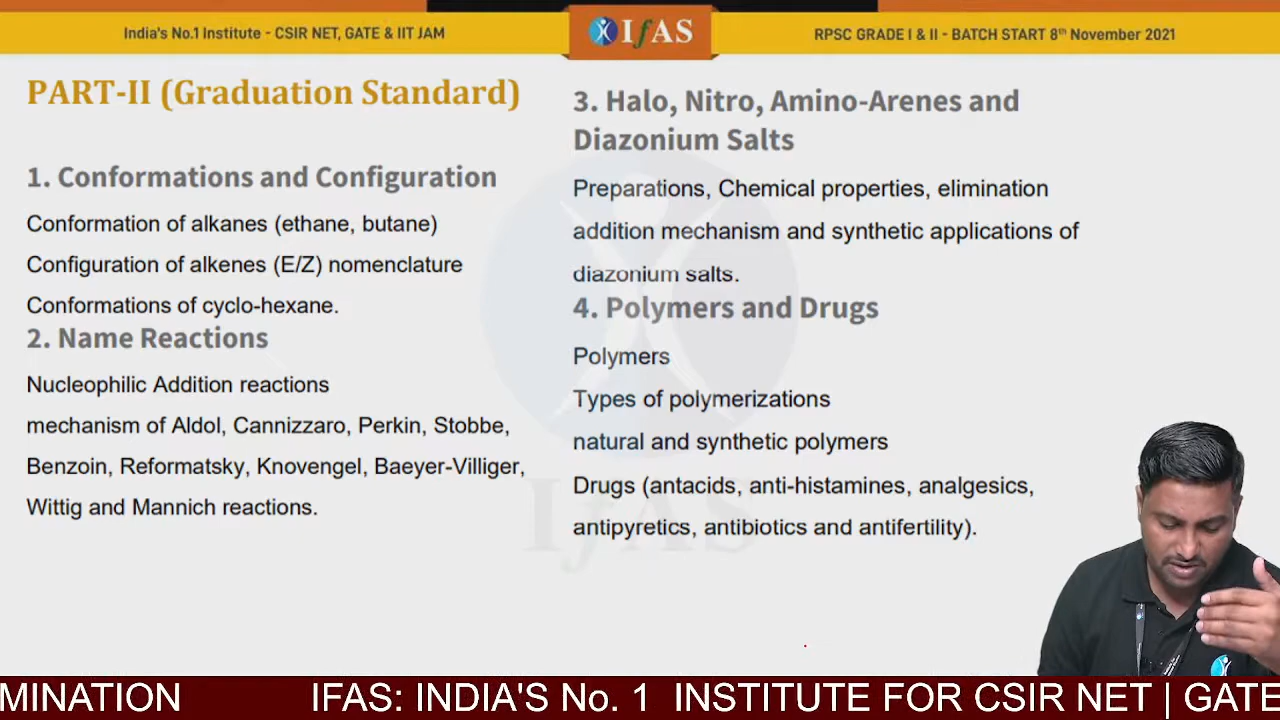 India's No.1 Institute - CSIR NET, GATE & IIT JAM
IfAS
RPSC GRADE I & II - BATCH START 8th November 2021
PART-II (Graduation Standard)
1. Conformations and Configuration
Conformation of alkanes (ethane, butane)
Configuration of alkenes (E/Z) nomenclature
Conformations of cyclo-hexane.
2. Name Reactions
Nucleophilic Addition reactions
mechanism of Aldol, Cannizzaro, Perkin, Stobbe,
Benzoin, Reformatsky, Knovengel, Baeyer-Villiger,
Wittig and Mannich reactions.
3. Halo, Nitro, Amino-Arenes and
Diazonium Salts
Preparations, Chemical properties, elimination
addition mechanism and synthetic applications of
diazonium salts.
4. Polymers and Drugs
Polymers
Types of polymerizations
natural and synthetic polymers
Drugs (antacids, anti-histamines, analgesics,
antipyretics, antibiotics and antifertility).
IfAS
MINATION IFAS: INDIA'S No. 1 INSTITUTE FOR CSIR NET | GATE